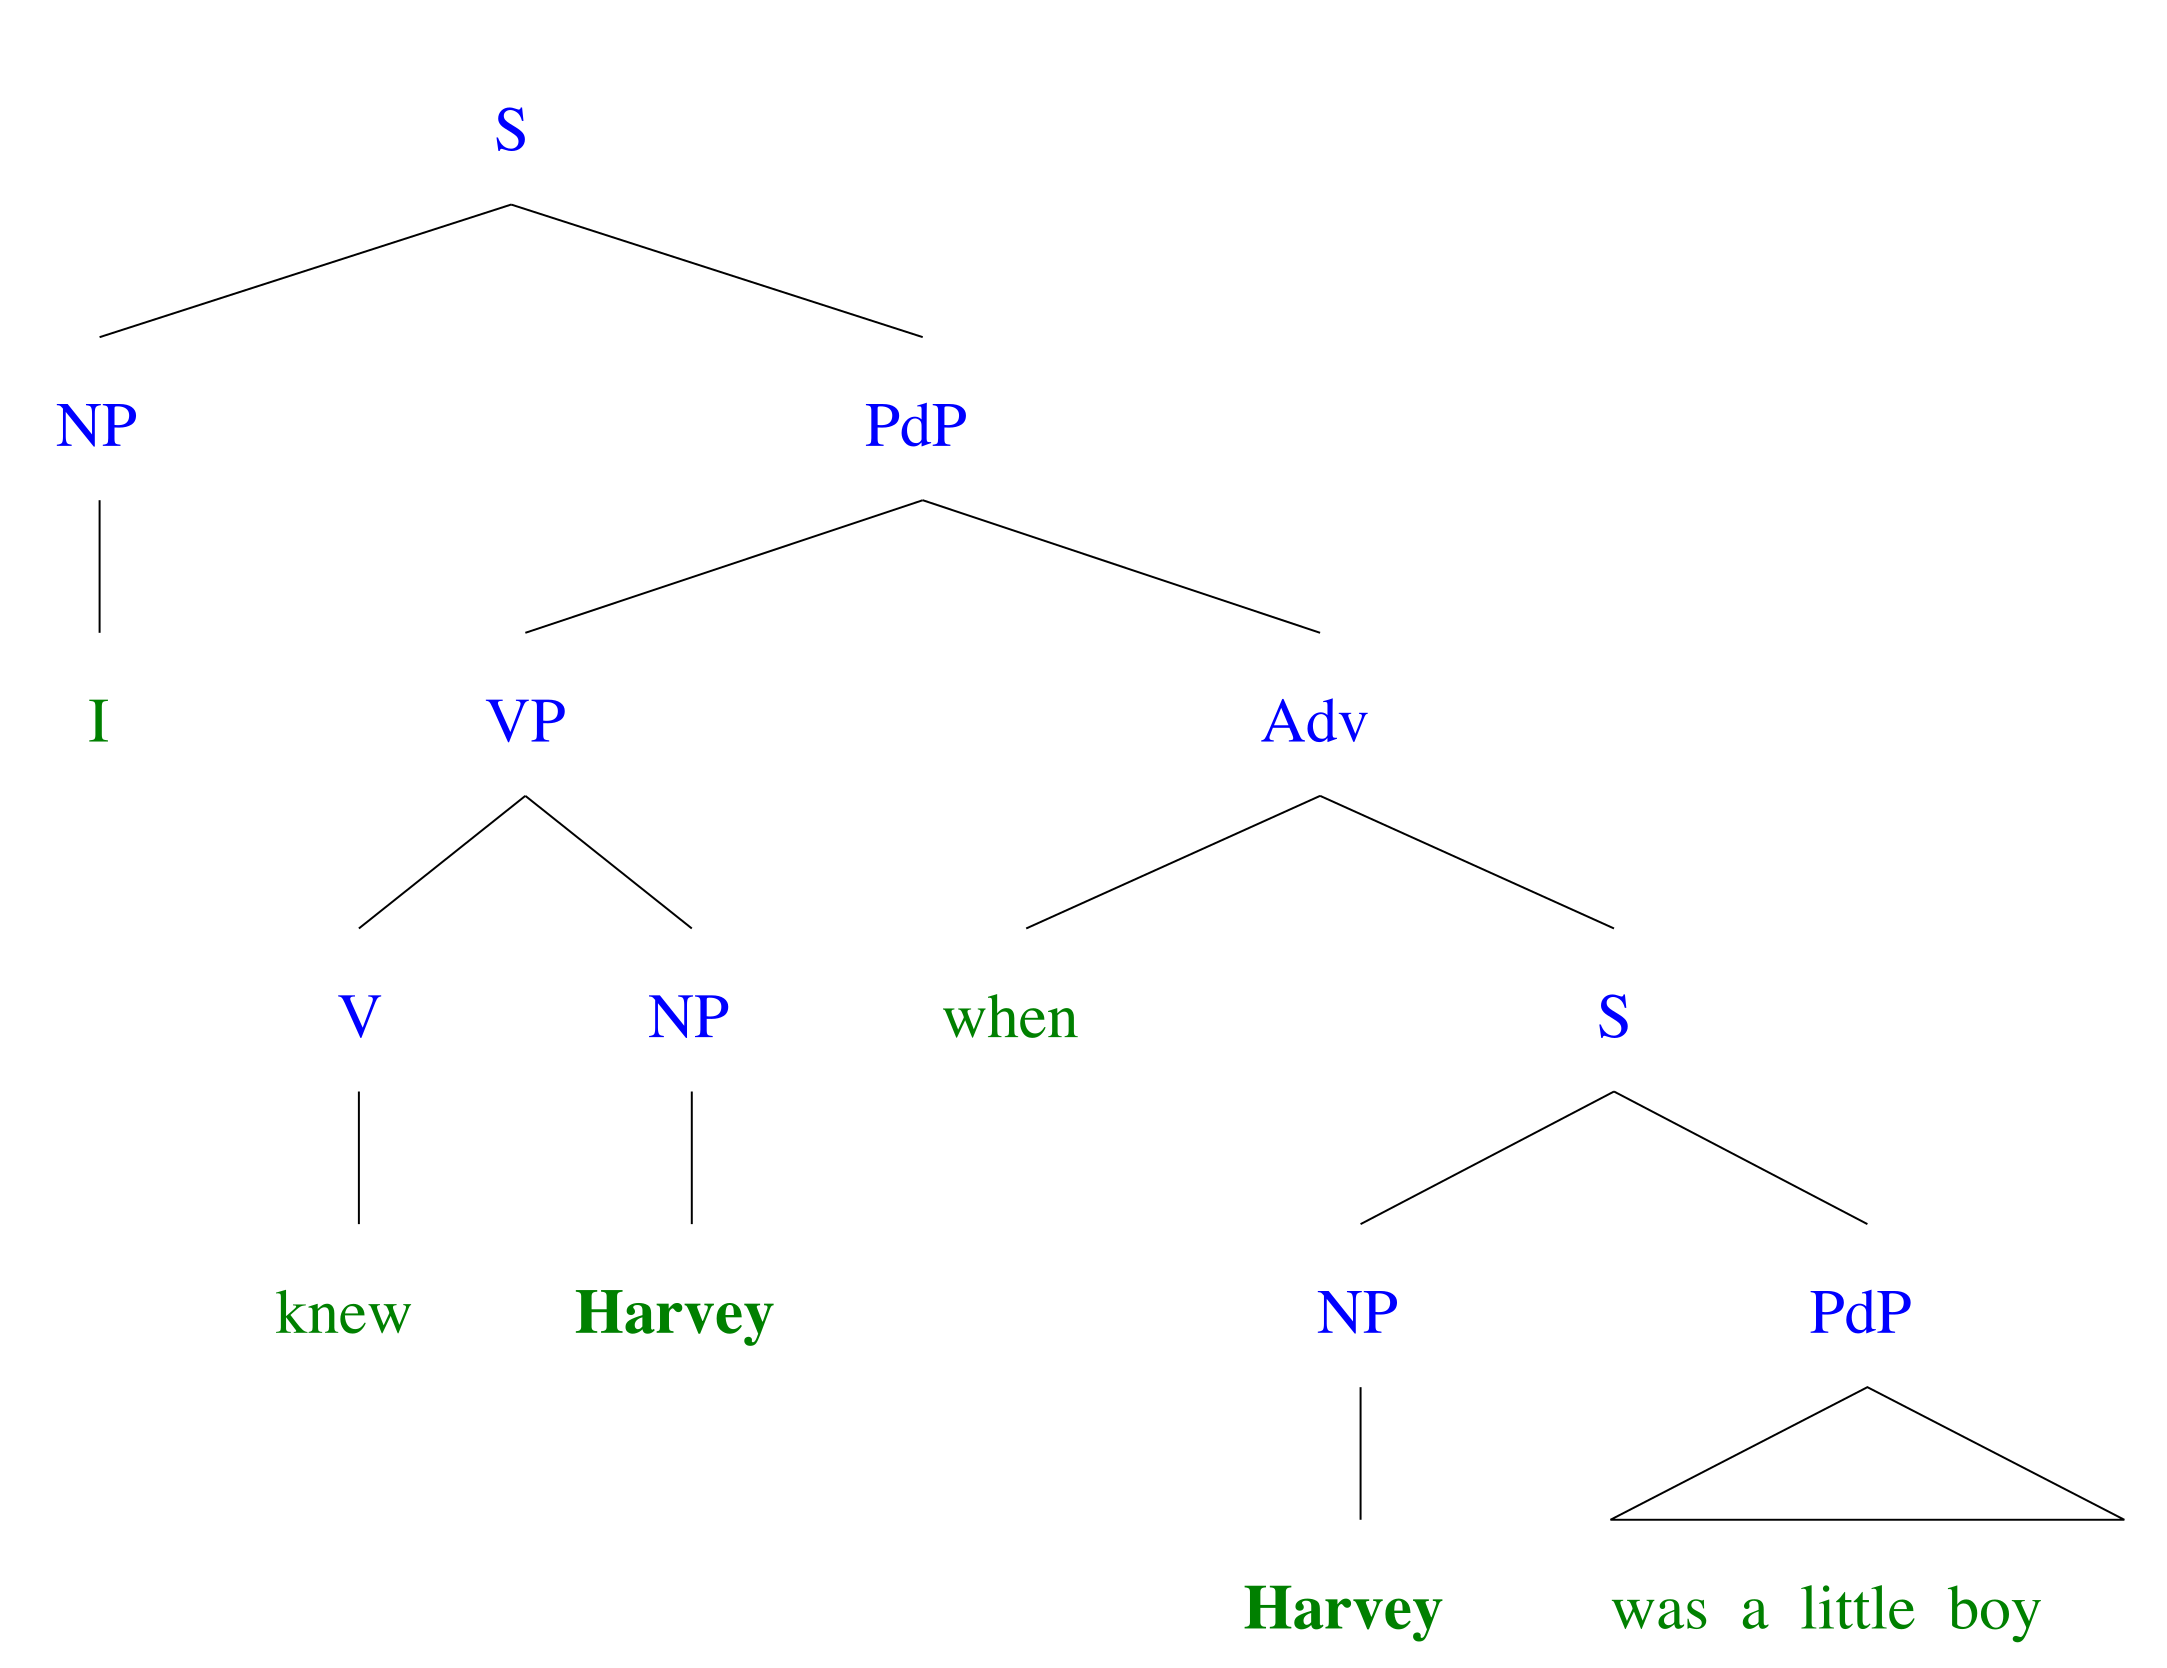 S
NP PdP
I VP Adv
V NP when S
knew Harvey NP PdP
Harvey was a little boy